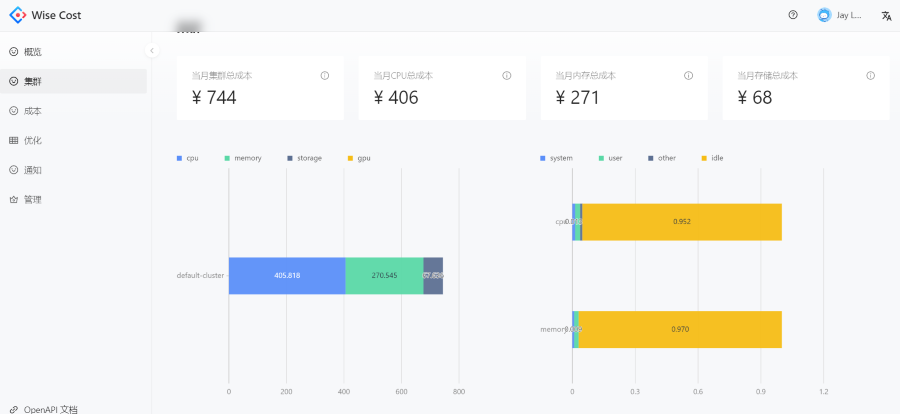 Wise Cost
Jay L...
概览
集群
成本
优化
通知
管理
OpenAPI 文档
当月集群总成本
¥ 744
当月CPU总成本
¥ 406
当月内存总成本
¥ 271
当月存储总成本
¥ 68
cpu memory storage gpu
default-cluster 405.818 270.545
0 200 400 600 800
system user other idle
cpu 0.952
memory 0.970
0 0.3 0.6 0.9 1.2